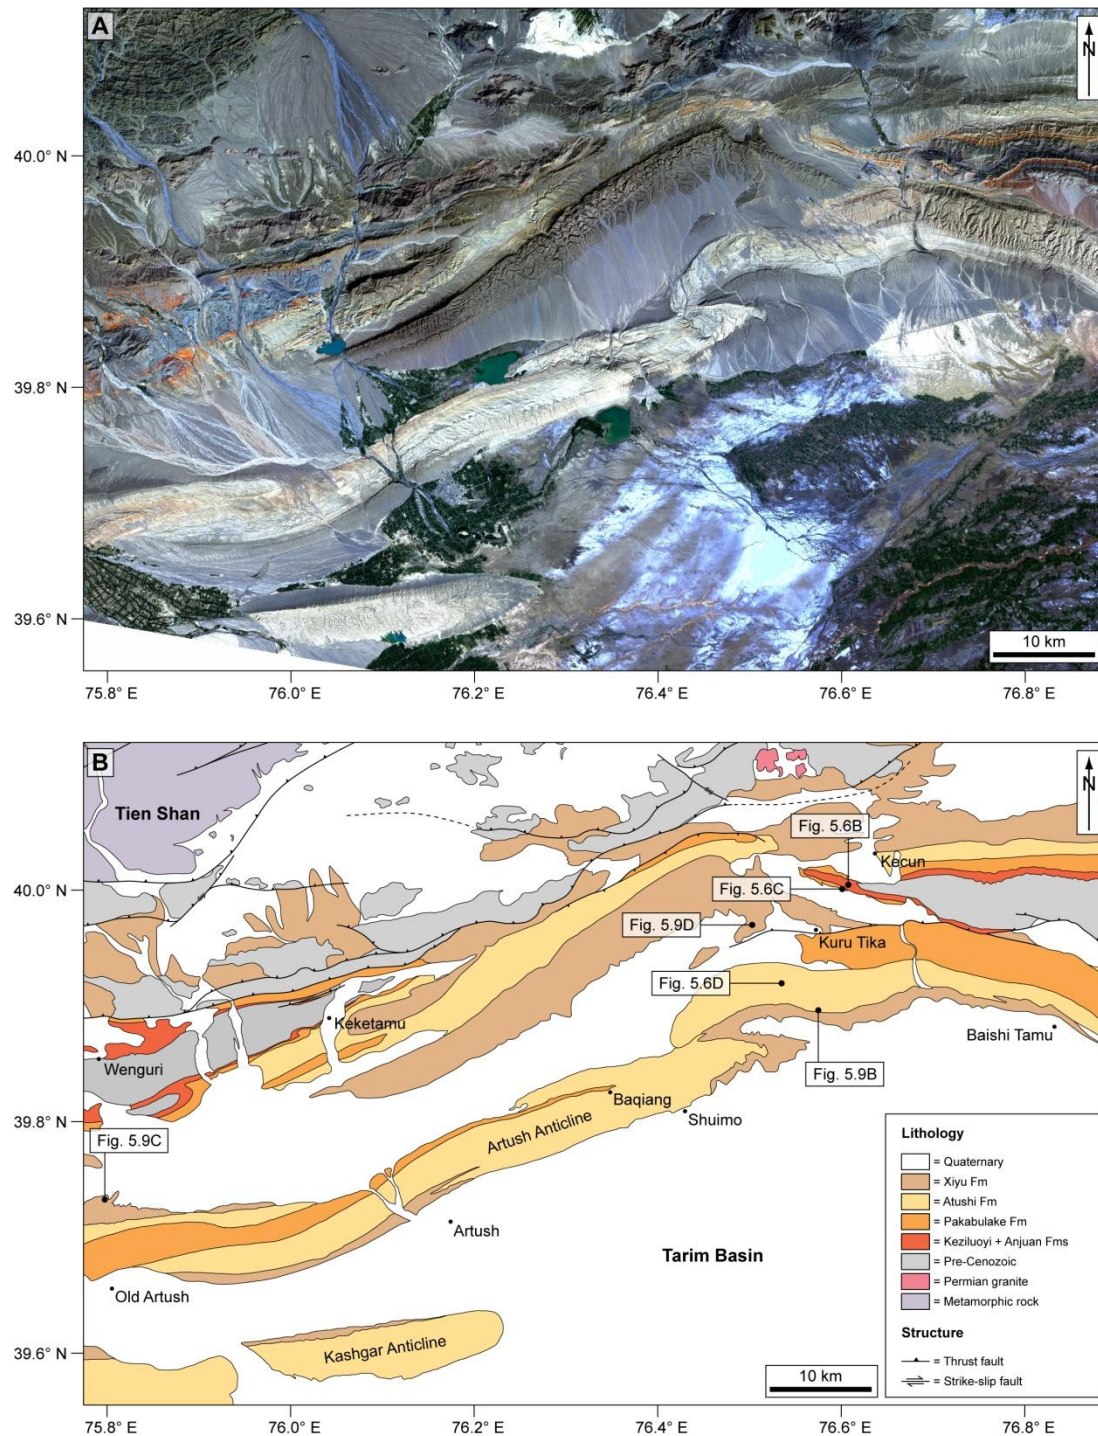 A
N
40.0° N
39.8° N
39.6° N
10 km
75.8° E
76.0° E
76.2° E
76.4° E
76.6° E
76.8° E
B
N
Tien Shan
Fig. 5.6B
Kecun
40.0° N
Fig. 5.6C
Fig. 5.9D
Kuru Tika
Fig. 5.6D
Keketamu
Baishi Tamu
Wenguri
Fig. 5.9B
Baqiang
39.8° N
Shuimo
Artush Anticline
Fig. 5.9C
Artush
Tarim Basin
Old Artush
39.6° N
Kashgar Anticline
10 km
Lithology
= Quaternary
= Xiyu Fm
= Atushi Fm
= Pakabulake Fm
= Keziluoyi + Anjuan Fms
= Pre-Cenozoic
= Permian granite
= Metamorphic rock
Structure
= Thrust fault
= Strike-slip fault
75.8° E
76.0° E
76.2° E
76.4° E
76.6° E
76.8° E